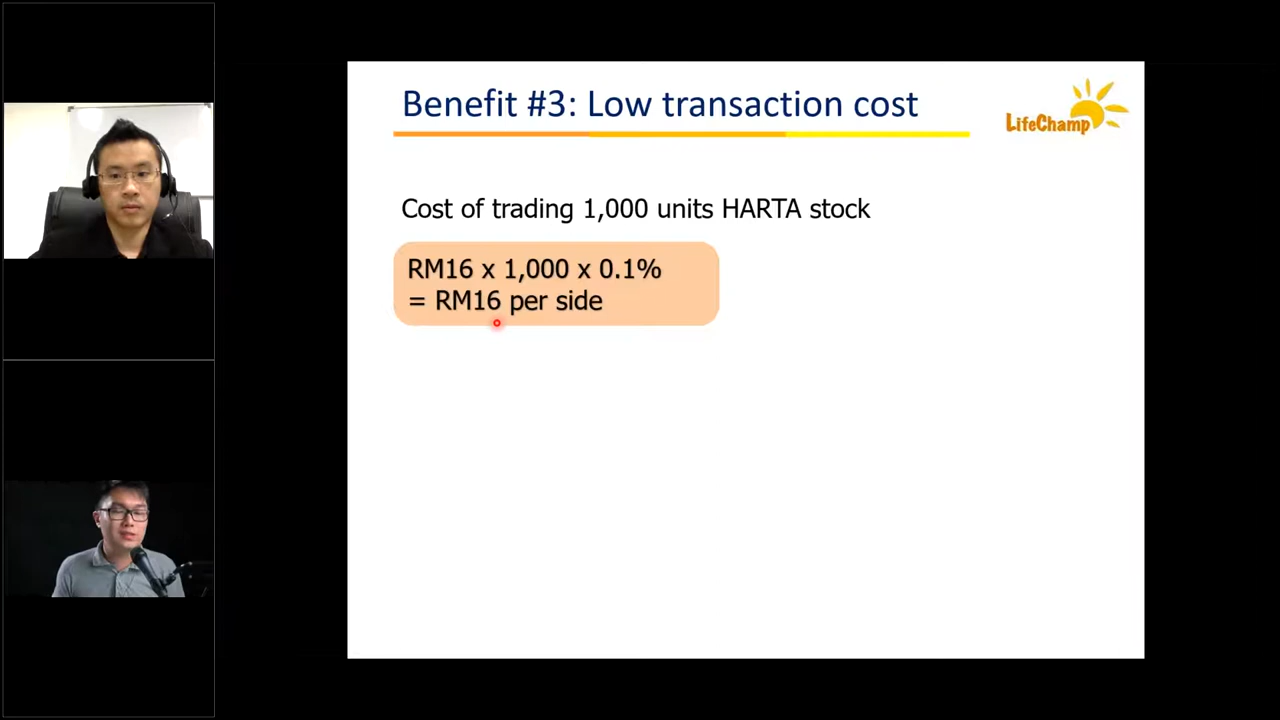 Benefit #3: Low transaction cost
LifeChamp
Cost of trading 1,000 units HARTA stock
RM16 x 1,000 x 0.1%
= RM16 per side